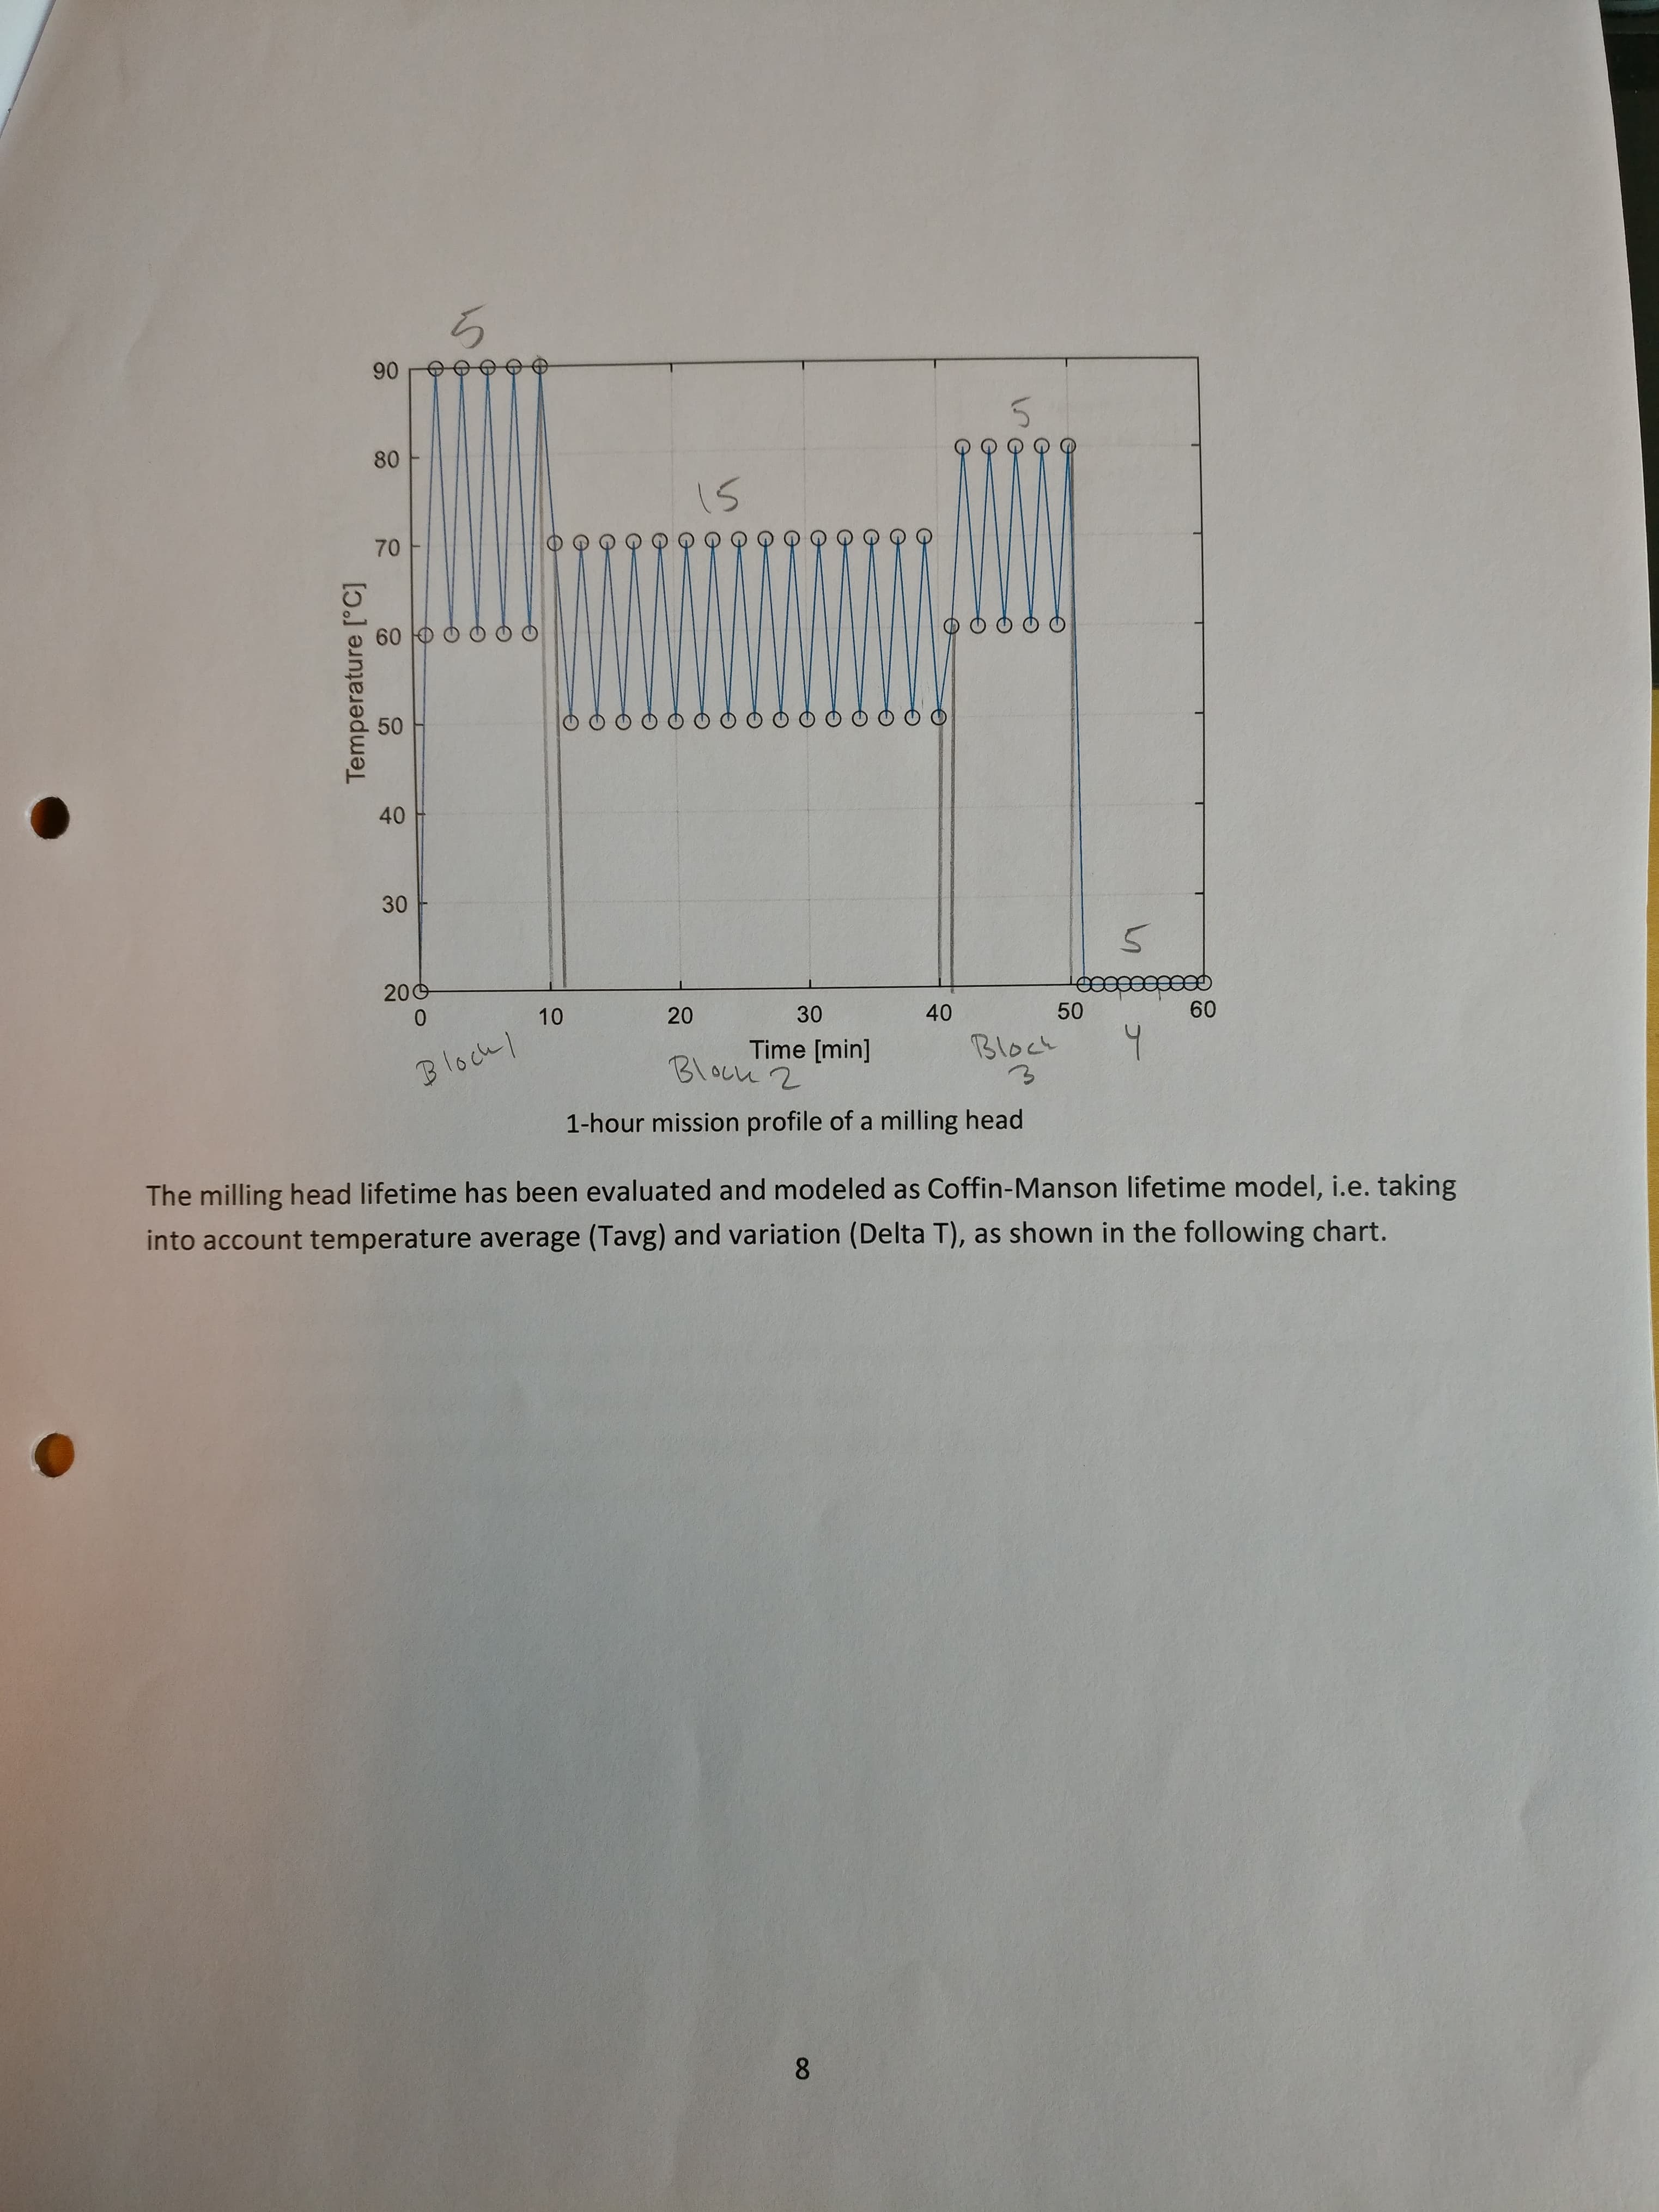 5
90
5
80
15
70
Temperature [°C]
60
50
40
30
5
20
0
10
20
30
40
50
60
Block 1
Time [min]
Block 2
Block
3
4
1-hour mission profile of a milling head
The milling head lifetime has been evaluated and modeled as Coffin-Manson lifetime model, i.e. taking
into account temperature average (Tavg) and variation (Delta T), as shown in the following chart.
8